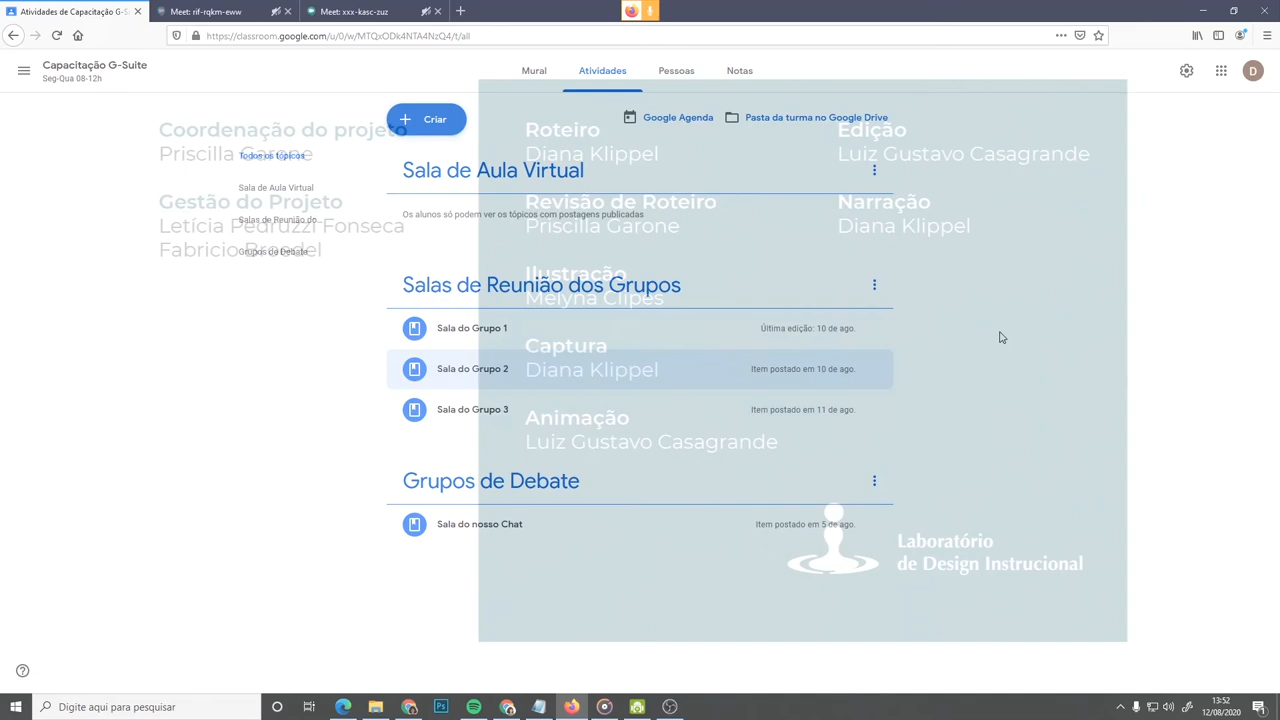 Atividades de Capacitação G-S
Meet: rif-rqkm-eww
Meet: xxx-kasc-zuz
https://classroom.google.com/u/0/w/MTQxODk4NTA4NzQ4/t/all
Capacitação G-Suite
Seg-Qua 08-12h
Mural
Atividades
Pessoas
Notas
D
Criar
Google Agenda
Pasta da turma no Google Drive
Coordenação do projeto
Priscilla Garone
Gestão do Projeto
Letícia Pedruzzi Fonseca
Fabricio Broedel
Todos os tópicos
Sala de Aula Virtual
Salas de Reunião do...
Grupos de Debate
Roteiro
Diana Klippel
Revisão de Roteiro
Priscilla Garone
Ilustração
Melyna Clipes
Captura
Diana Klippel
Animação
Luiz Gustavo Casagrande
Edição
Luiz Gustavo Casagrande
Narração
Diana Klippel
Sala de Aula Virtual
Os alunos só podem ver os tópicos com postagens publicadas
Salas de Reunião dos Grupos
Sala do Grupo 1
Última edição: 10 de ago.
Sala do Grupo 2
Item postado em 10 de ago.
Sala do Grupo 3
Item postado em 11 de ago.
Grupos de Debate
Sala do nosso Chat
Item postado em 5 de ago.
Laboratório
de Design Instrucional
Digite aqui para pesquisar
13:52
12/08/2020